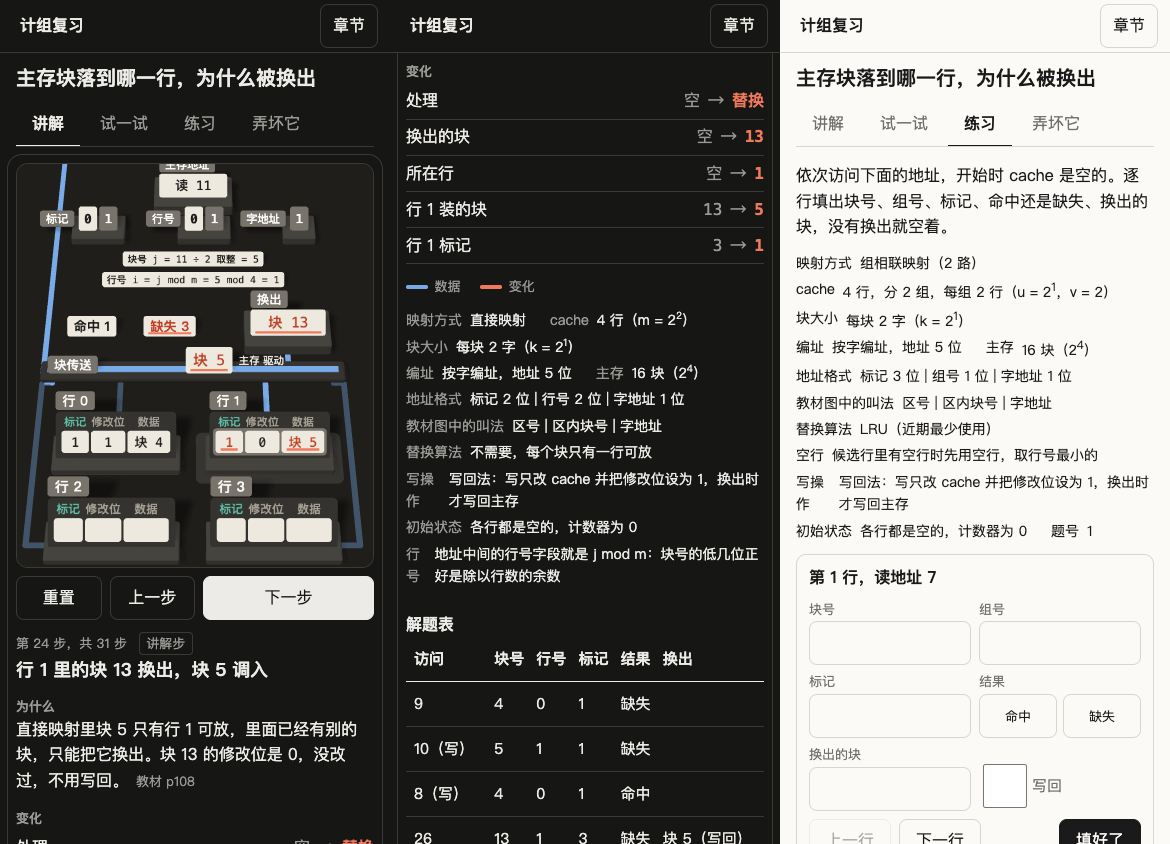 计组复习
章节
主存块落到哪一行，为什么被换出
讲解 试一试 练习 弄坏它
主存地址
读 11
标记 0 1 行号 0 1 字地址 1
块号 j = 11 ÷ 2 取整 = 5
行号 i = j mod m = 5 mod 4 = 1
换出
命中 1 缺失 3 块 13
块传送 块 5 主存 驱动
行 0 行 1
标记 修改位 数据 标记 修改位 数据
1 1 块 4 1 0 块 5
行 2 行 3
标记 修改位 数据 标记 修改位 数据
重置 上一步 下一步
第 24 步，共 31 步 讲解步
行 1 里的块 13 换出，块 5 调入
为什么
直接映射里块 5 只有行 1 可放，里面已经有别的
块，只能把它换出。块 13 的修改位是 0，没改
过，不用写回。 教材 p108
变化
处理 空 → 替换
计组复习
章节
变化
处理 空 → 替换
换出的块 空 → 13
所在行 空 → 1
行 1 装的块 13 → 5
行 1 标记 3 → 1
数据 变化
映射方式 直接映射 cache 4 行（m = 2²）
块大小 每块 2 字（k = 2¹）
编址 按字编址，地址 5 位 主存 16 块（2⁴）
地址格式 标记 2 位 | 行号 2 位 | 字地址 1 位
教材图中的叫法 区号 | 区内块号 | 字地址
替换算法 不需要，每个块只有一行可放
写操作 写回法：写只改 cache 并把修改位设为 1，换出时
才写回主存
初始状态 各行都是空的，计数器为 0
行号 地址中间的行号字段就是 j mod m：块号的低几位正
好是除以行数的余数
解题表
访问 块号 行号 标记 结果 换出
9 4 0 1 缺失
10（写） 5 1 1 缺失
8（写） 4 0 1 命中
26 13 1 3 缺失 块 5（写回）
计组复习
章节
主存块落到哪一行，为什么被换出
讲解 试一试 练习 弄坏它
依次访问下面的地址，开始时 cache 是空的。逐
行填出块号、组号、标记、命中还是缺失、换出的
块，没有换出就空着。
映射方式 组相联映射（2 路）
cache 4 行，分 2 组，每组 2 行（u = 2¹，v = 2）
块大小 每块 2 字（k = 2¹）
编址 按字编址，地址 5 位 主存 16 块（2⁴）
地址格式 标记 3 位 | 组号 1 位 | 字地址 1 位
教材图中的叫法 区号 | 区内块号 | 字地址
替换算法 LRU（近期最少使用）
空行 候选行里有空行时先用空行，取行号最小的
写操作 写回法：写只改 cache 并把修改位设为 1，换出时
才写回主存
初始状态 各行都是空的，计数器为 0 题号 1
第 1 行，读地址 7
块号 组号
标记 结果
命中 缺失
换出的块
写回
上一行 下一行 填好了